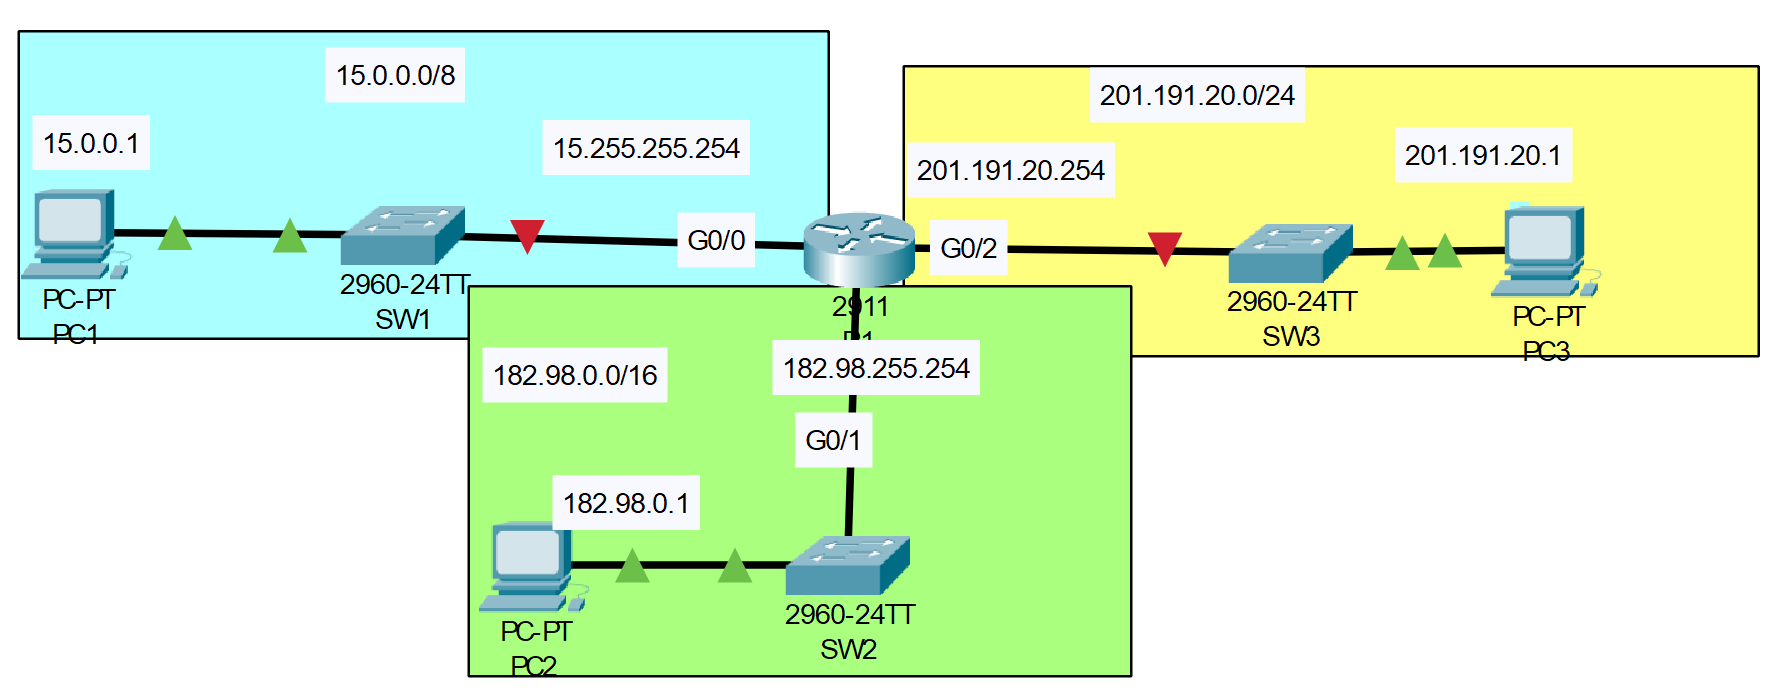 15.0.0.0/8
15.0.0.1
15.255.255.254
G0/0
PC-PT
PC1
2960-24TT
SW1
201.191.20.0/24
201.191.20.254
201.191.20.1
G0/2
2960-24TT
SW3
PC-PT
PC3
2911
182.98.0.0/16
182.98.255.254
G0/1
182.98.0.1
PC-PT
PC2
2960-24TT
SW2